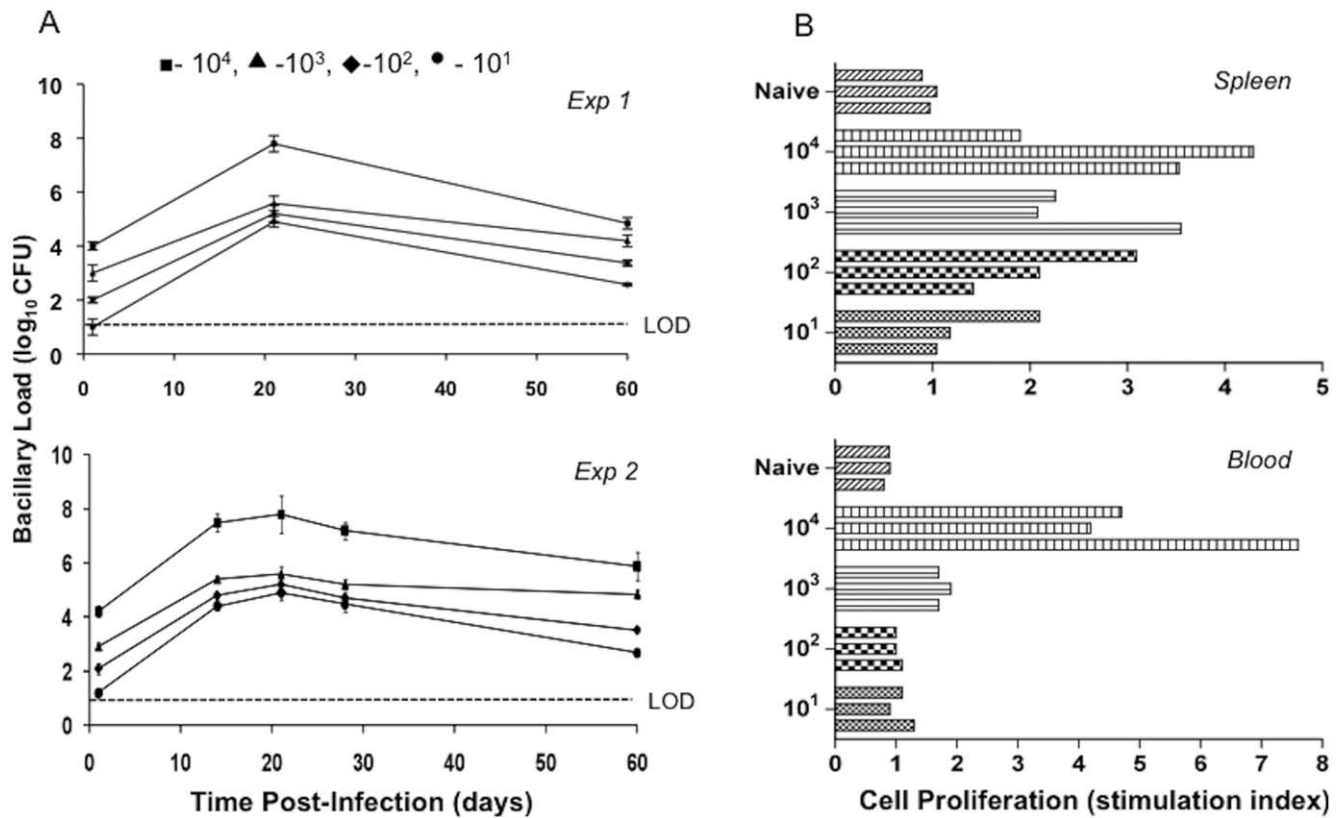 A
■- 10⁴, ▲ -10³, ◆-10², ● - 10¹
Exp 1
10
8
6
4
2
0
LOD
0 10 20 30 40 50 60
Bacillary Load (log₁₀ CFU)
Exp 2
10
8
6
4
2
0
LOD
0 10 20 30 40 50 60
Time Post-Infection (days)
B
Spleen
Naive
10⁴
10³
10²
10¹
0 1 2 3 4 5
Blood
Naive
10⁴
10³
10²
10¹
0 1 2 3 4 5 6 7 8
Cell Proliferation (stimulation index)